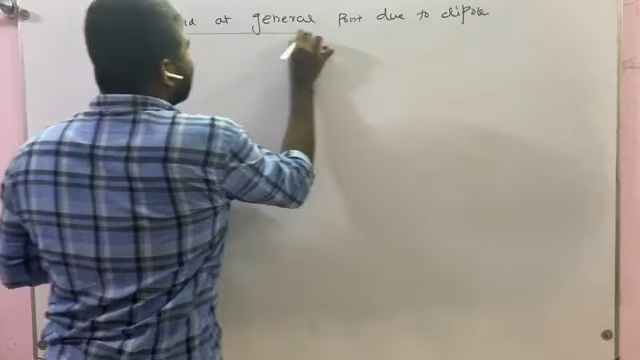 at general point due to dipole